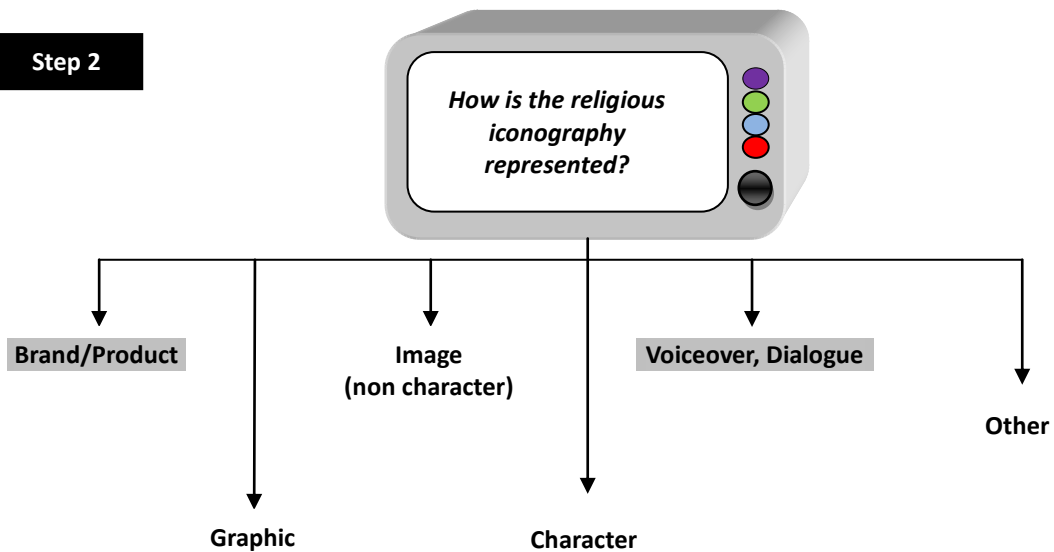 Step 2
How is the religious
iconography
represented?
Brand/Product
Image
(non character)
Voiceover, Dialogue
Other
Graphic
Character